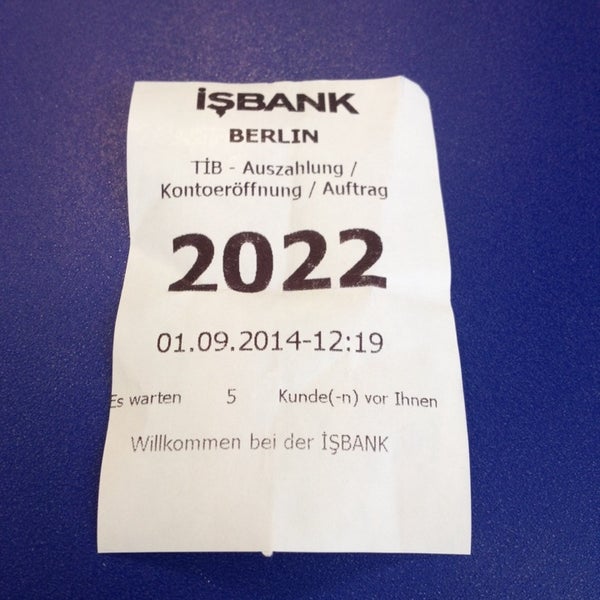 İŞBANK
BERLIN
TİB - Auszahlung /
Kontoeröffnung / Auftrag
2022
01.09.2014-12:19
Es warten 5 Kunde(-n) vor Ihnen
Willkommen bei der İŞBANK